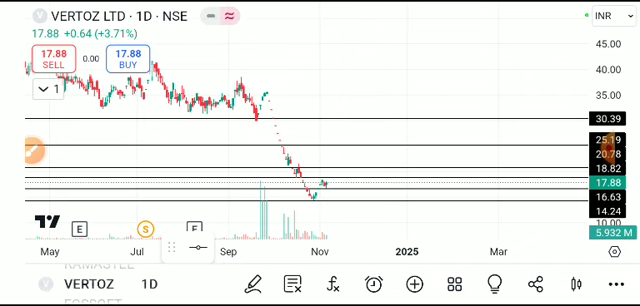 V VERTOZ LTD · 1D · NSE
INR
17.88 +0.64 (+3.71%)
17.88 SELL 0.00 17.88 BUY
1
45.00
40.00
35.00
30.39
25.19
20.78
18.82
17.88
16.63
14.24
10.00
5.932 M
E S E
May Jul Sep Nov 2025 Mar
V VERTOZ 1D